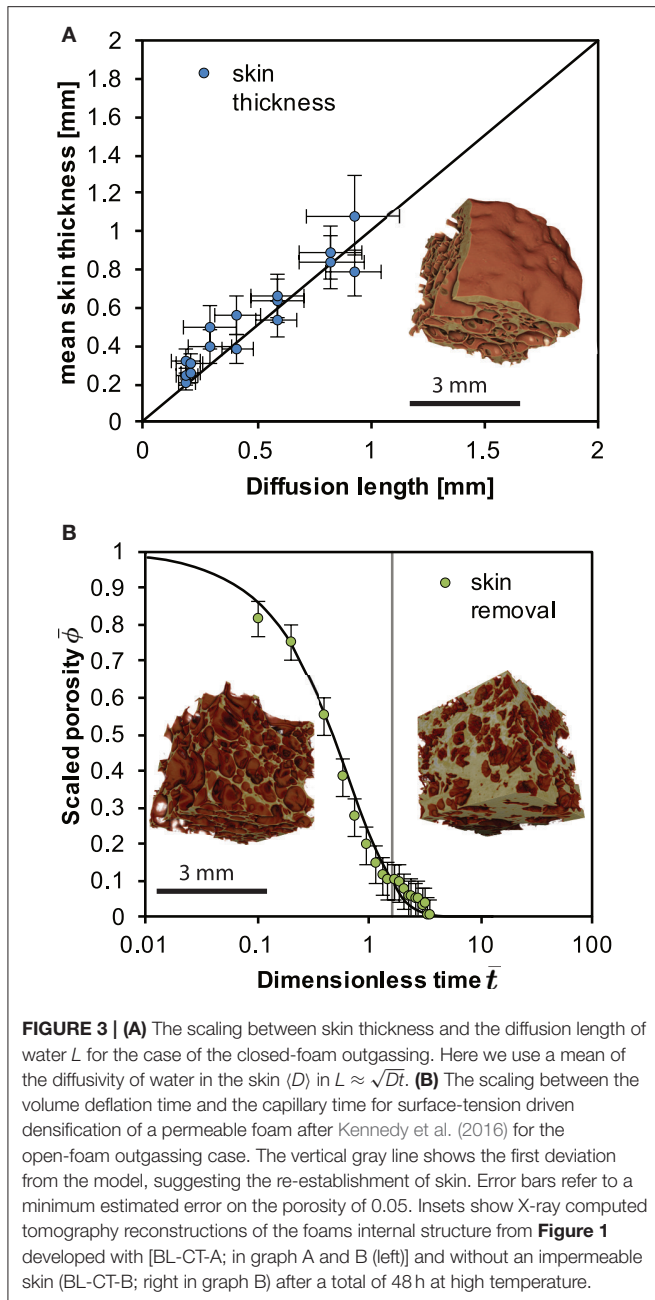 A
2
1.8
1.6
1.4
1.2
1
0.8
0.6
0.4
0.2
0
mean skin thickness [mm]
skin
thickness
3 mm
0 0.5 1 1.5 2
Diffusion length [mm]
B
1
0.9
0.8
0.7
0.6
0.5
0.4
0.3
0.2
0.1
0
Scaled porosity ϕ̄
skin
removal
3 mm
0.01 0.1 1 10 100
Dimensionless time t̄
FIGURE 3 | (A) The scaling between skin thickness and the diffusion length of
water L for the case of the closed-foam outgassing. Here we use a mean of
the diffusivity of water in the skin ⟨D⟩ in L ≈ √Dt. (B) The scaling between the
volume deflation time and the capillary time for surface-tension driven
densification of a permeable foam after Kennedy et al. (2016) for the
open-foam outgassing case. The vertical gray line shows the first deviation
from the model, suggesting the re-establishment of skin. Error bars refer to a
minimum estimated error on the porosity of 0.05. Insets show X-ray computed
tomography reconstructions of the foams internal structure from Figure 1
developed with [BL-CT-A; in graph A and B (left)] and without an impermeable
skin (BL-CT-B; right in graph B) after a total of 48 h at high temperature.